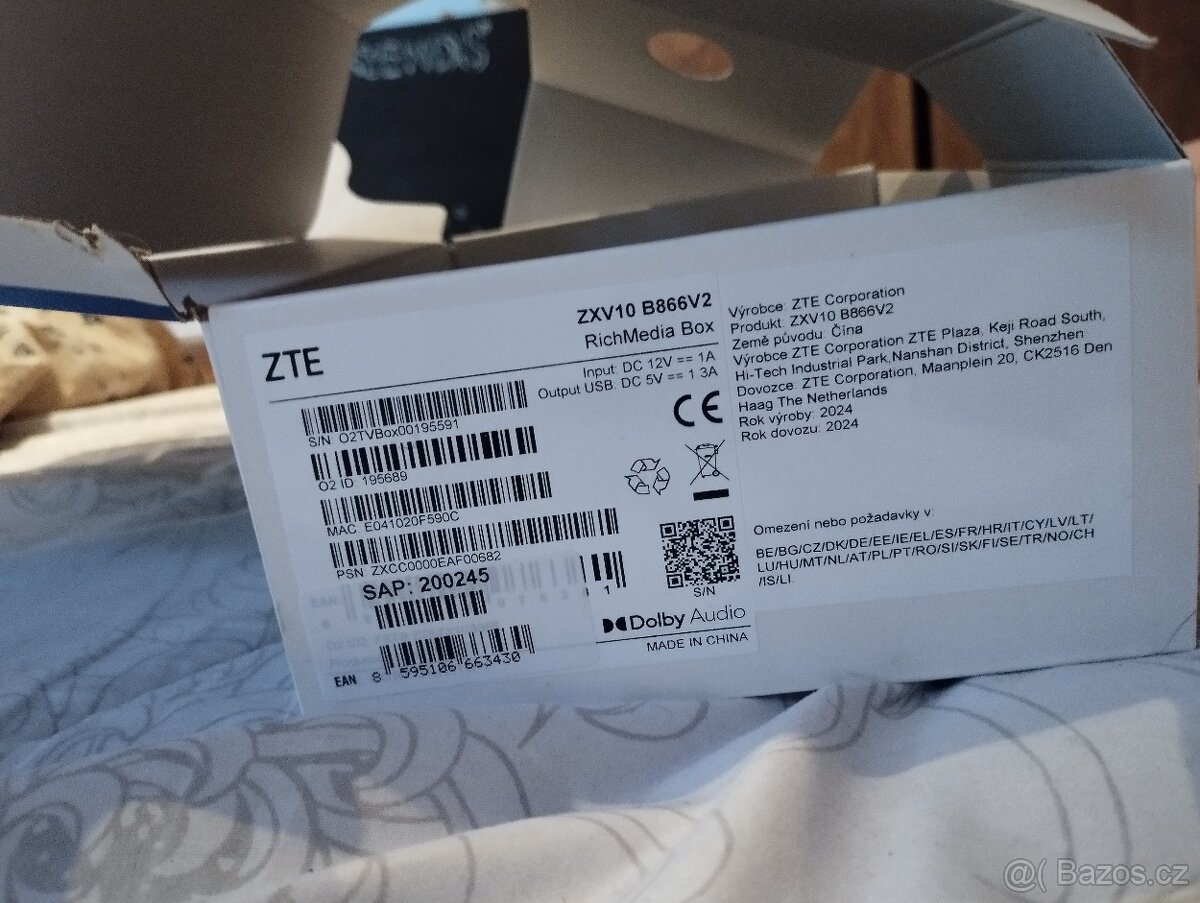 ZTE
ZXV10 B866V2
RichMedia Box
Input: DC 12V 1A
Output USB: DC 5V 1.3A
S/N O2TVBox00195591
O2 ID 195689
MAC E041020F590C
PSN ZXCC0000EAF00682
SAP: 200245
EAN 8 595106 663430
CE
S/N
Dolby Audio
MADE IN CHINA
Výrobce: ZTE Corporation
Produkt: ZXV10 B866V2
Země původu: Čína
Výrobce ZTE Corporation ZTE Plaza, Keji Road South,
Hi-Tech Industrial Park,Nanshan District, Shenzhen
Dovozce: ZTE Corporation, Maanplein 20, CK2516 Den
Haag The Netherlands
Rok výroby: 2024
Rok dovozu: 2024
Omezení nebo požadavky v:
BE/BG/CZ/DK/DE/EE/IE/EL/ES/FR/HR/IT/CY/LV/LT/
LU/HU/MT/NL/AT/PL/PT/RO/SI/SK/FI/SE/TR/NO/CH
/IS/LI.
@( Bazos.cz